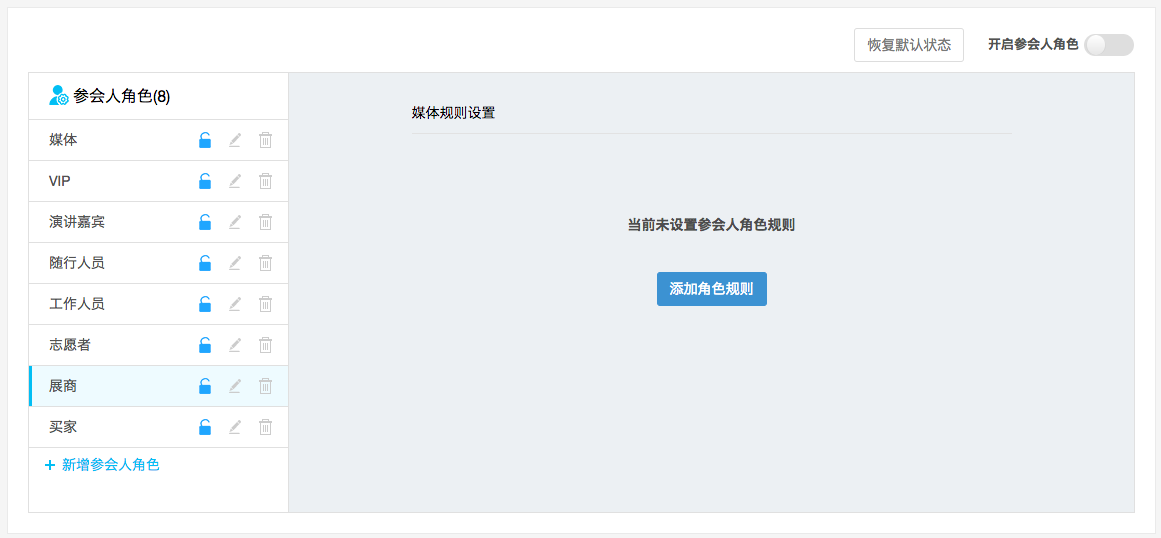 恢复默认状态
开启参会人角色
参会人角色(8)
媒体规则设置
媒体
VIP
演讲嘉宾
随行人员
工作人员
志愿者
展商
买家
+ 新增参会人角色
当前未设置参会人角色规则
添加角色规则